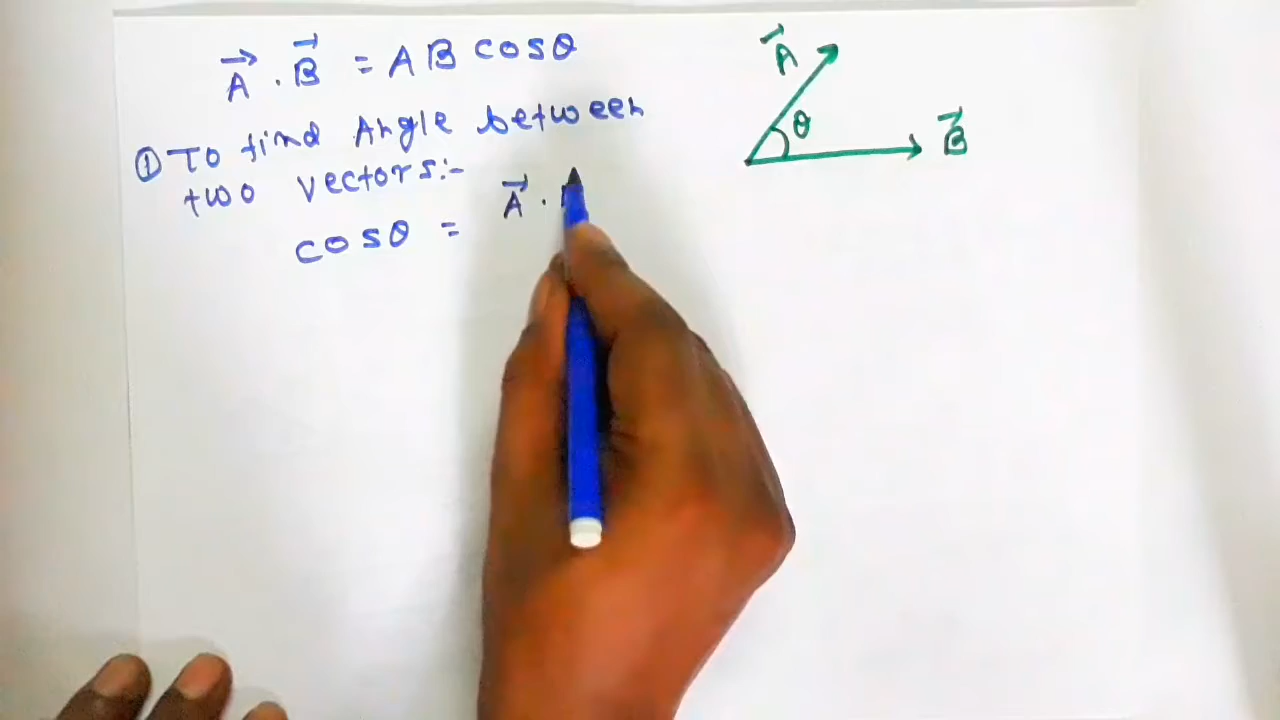 A⃗ . B⃗ = AB cosθ
① To find Angle between
two vectors:-
cosθ = A⃗ .
A⃗
θ
B⃗